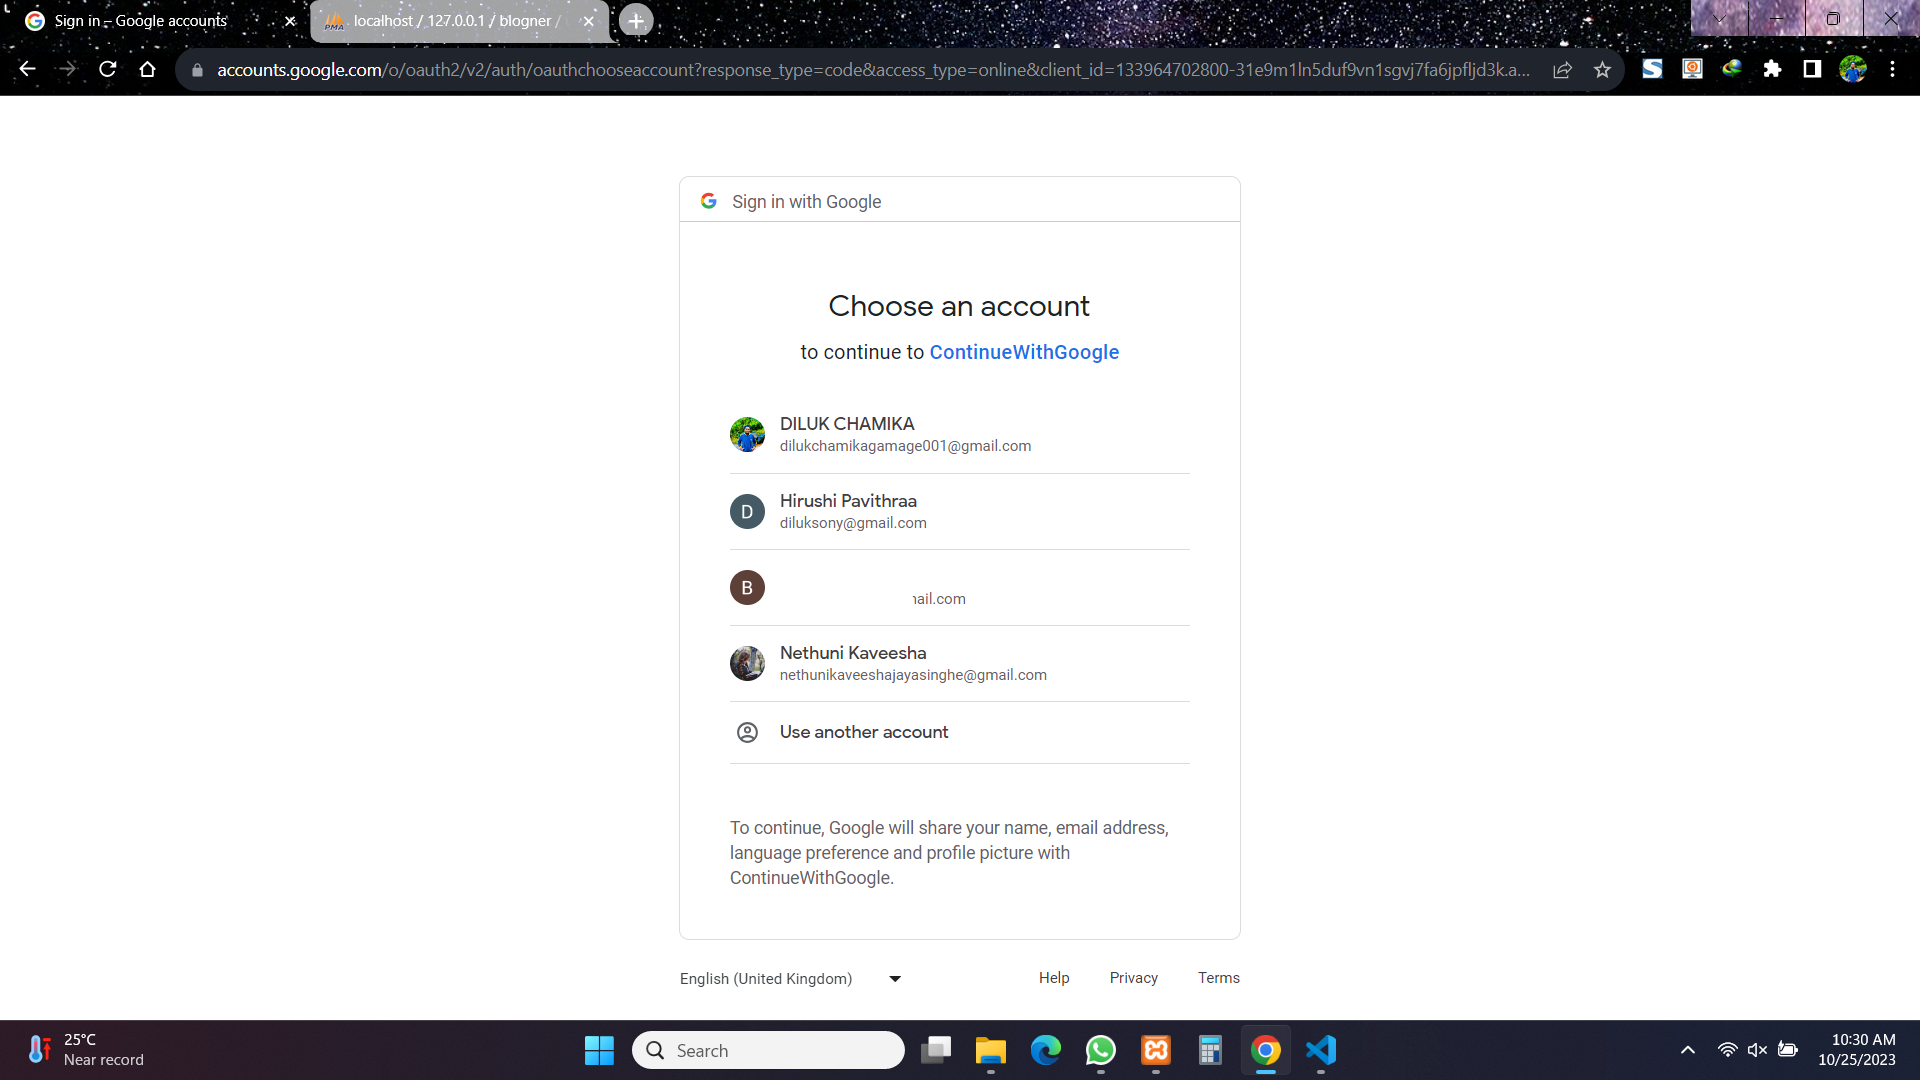 Sign in – Google accounts
localhost / 127.0.0.1 / blogner /
accounts.google.com/o/oauth2/v2/auth/oauthchooseaccount?response_type=code&access_type=online&client_id=133964702800-31e9m1ln5duf9vn1sgvj7fa6jpfljd3k.a...
Sign in with Google
Choose an account
to continue to ContinueWithGoogle
DILUK CHAMIKA
dilukchamikagamage001@gmail.com
D
Hirushi Pavithraa
diluksony@gmail.com
B
ail.com
Nethuni Kaveesha
nethunikaveeshajayasinghe@gmail.com
Use another account
To continue, Google will share your name, email address,
language preference and profile picture with
ContinueWithGoogle.
English (United Kingdom)
Help Privacy Terms
25°C
Near record
Search
10:30 AM
10/25/2023